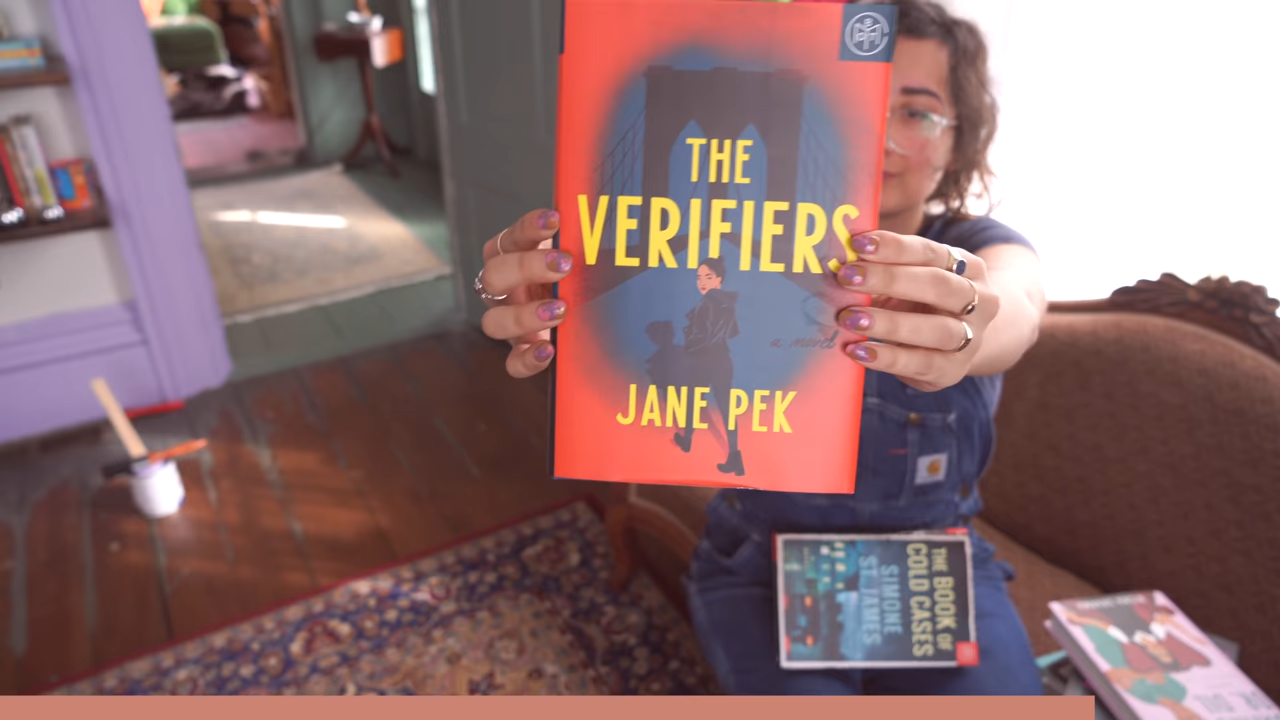 THE
VERIFIERS
a novel
JANE PEK
THE BOOK OF
COLD CASES
SIMONE
ST. JAMES